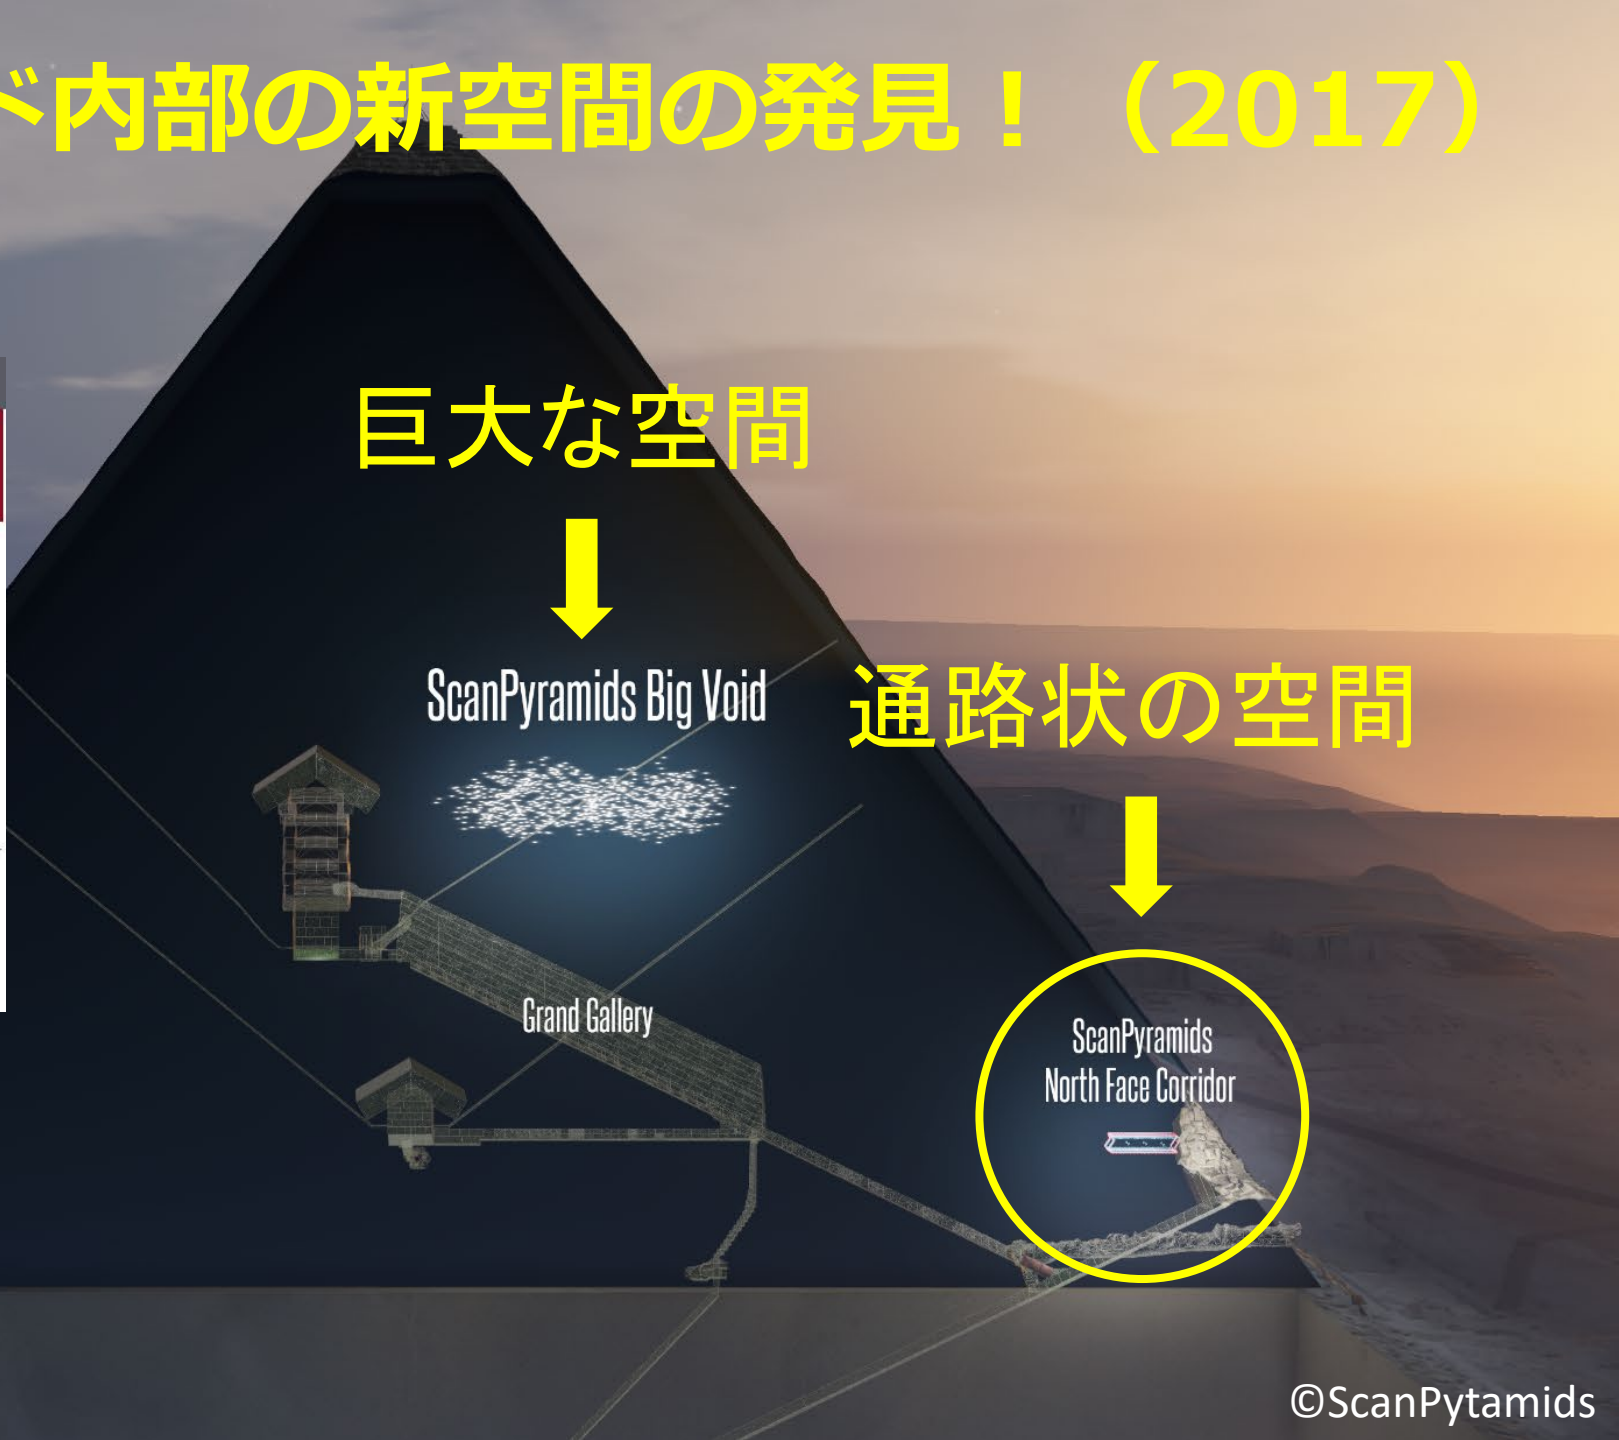 ド内部の新空間の発見！（2017）
巨大な空間
ScanPyramids Big Void
通路状の空間
Grand Gallery
ScanPyramids
North Face Corridor
©ScanPytamids